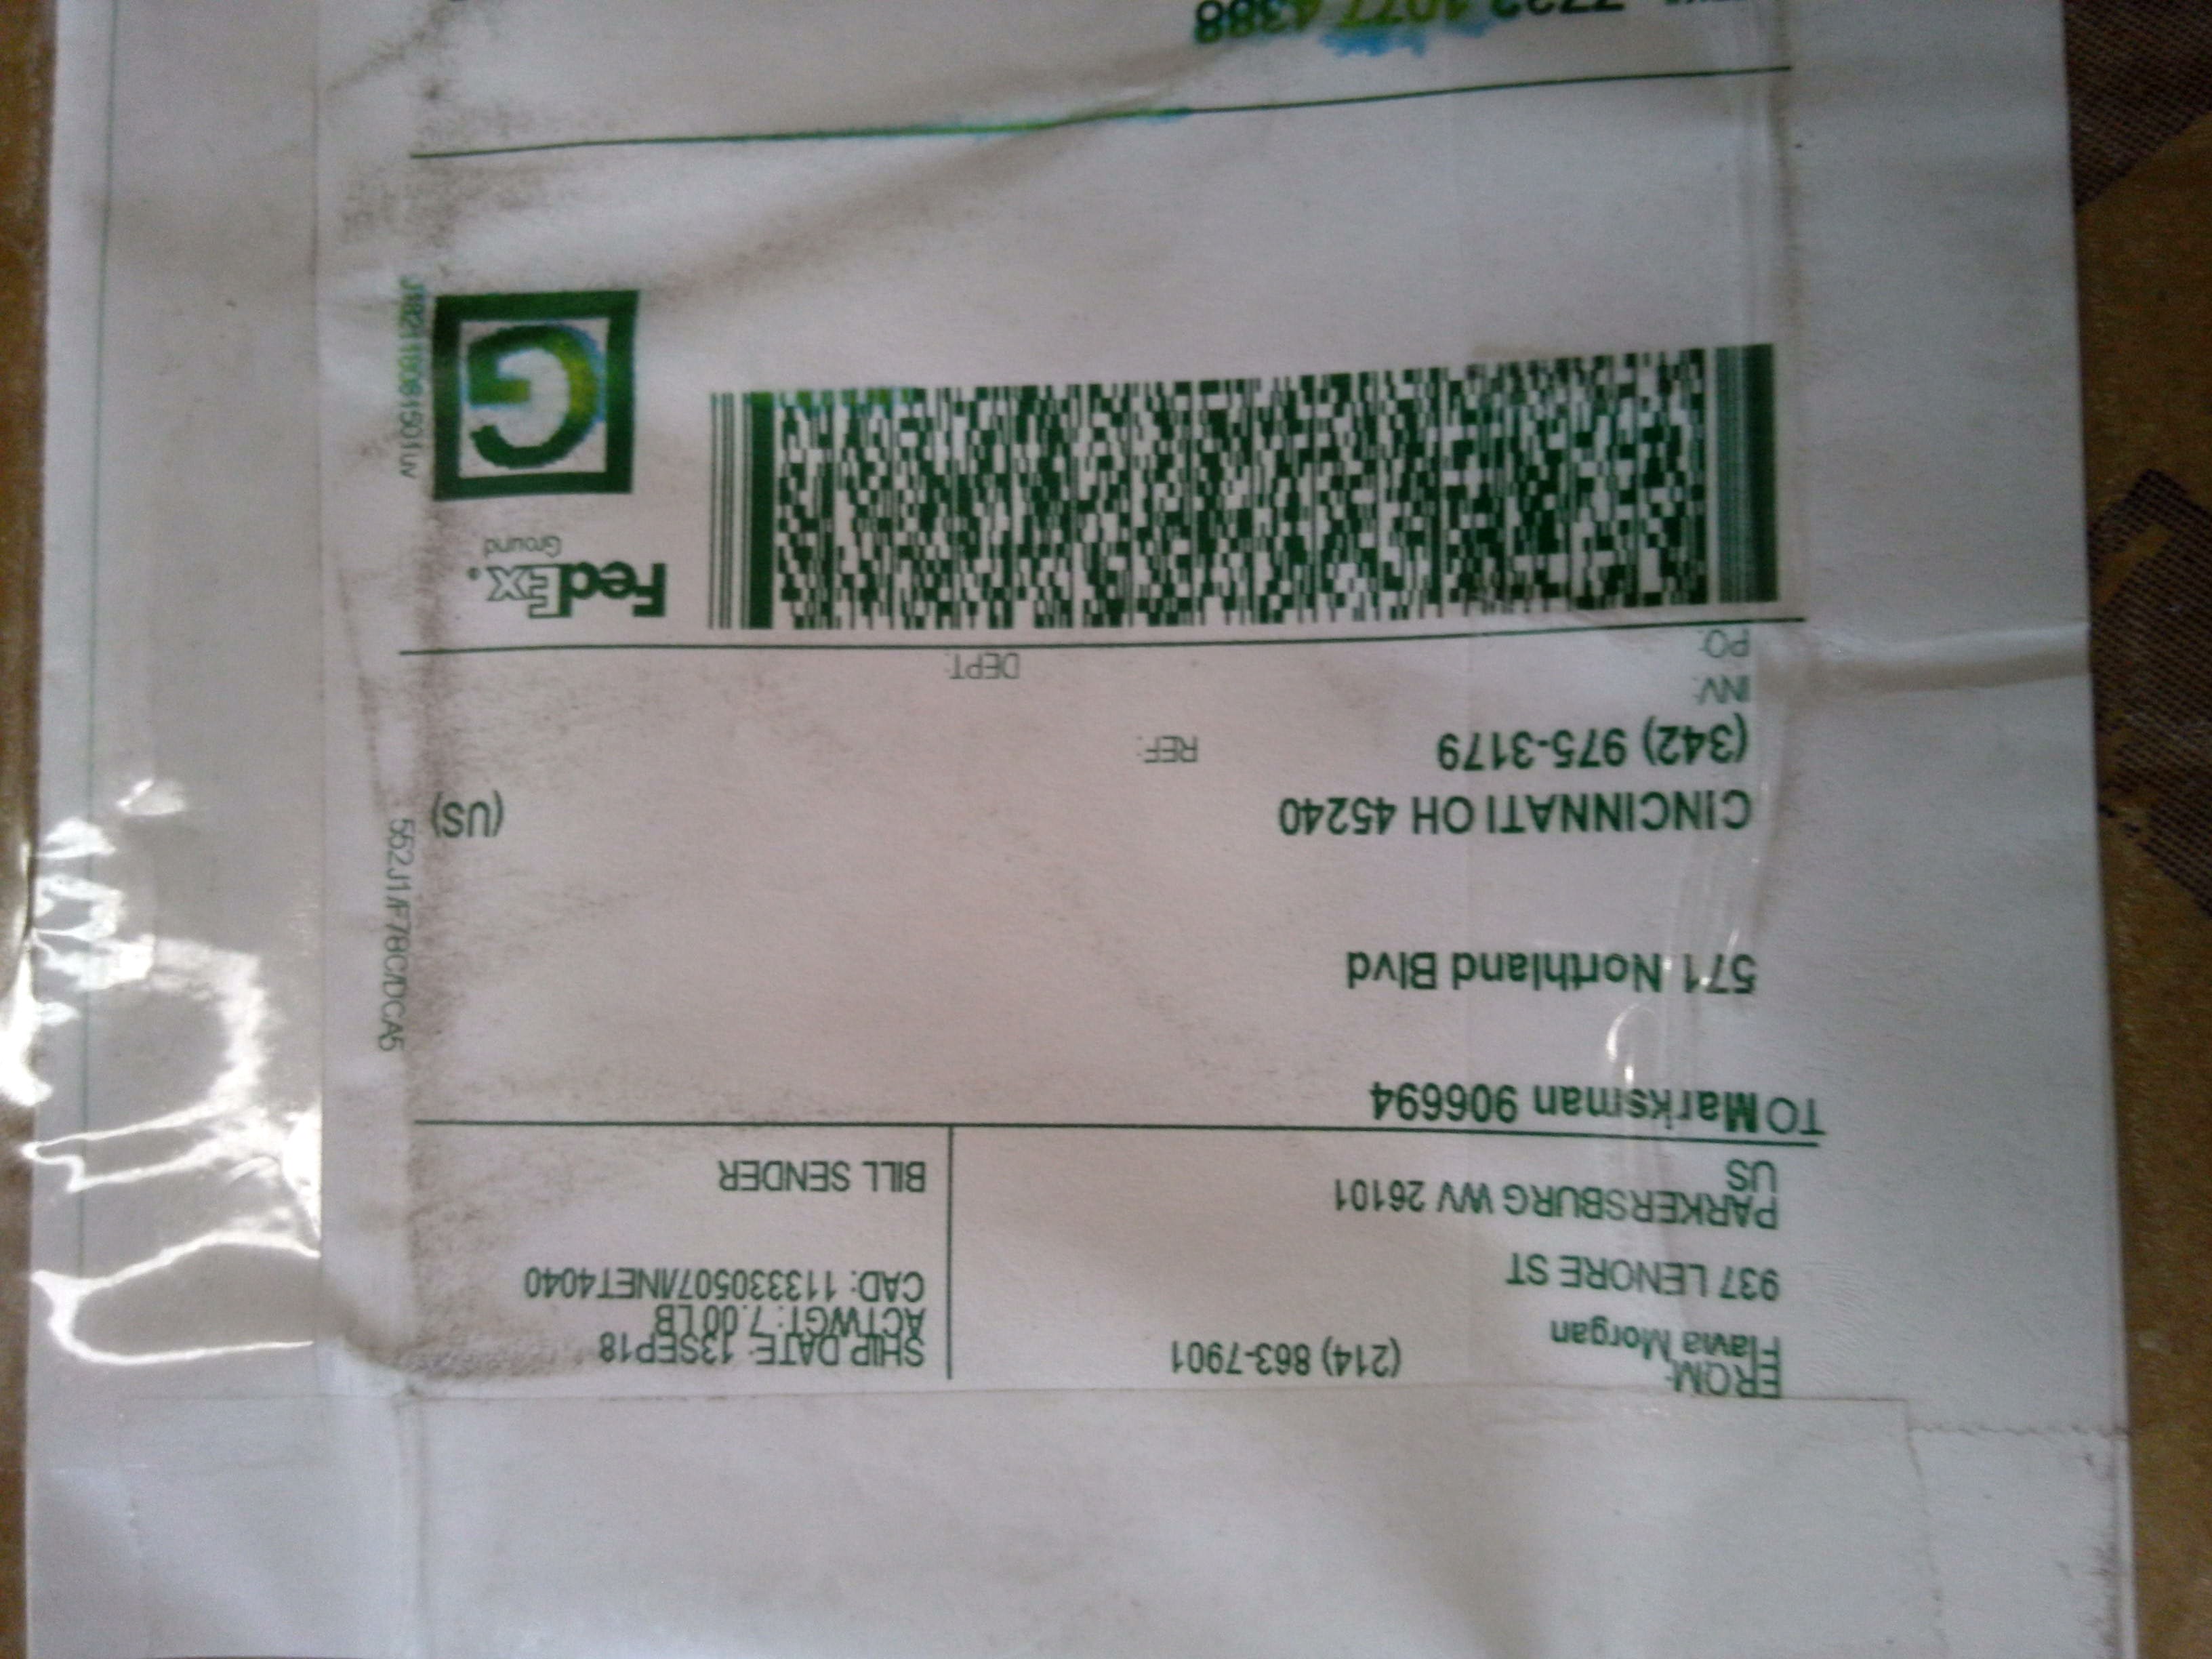 FROM:
Flavia Morgan
(214) 863-7901
937 LENORE ST
PARKERSBURG WV 26101
US
SHIP DATE: 13SEP18
ACTWGT: 7.00 LB
CAD: 113330507/INET4040
BILL SENDER
TO Marksman 906694
571 Northland Blvd
CINCINNATI OH 45240
(US)
(342) 975-3179
REF:
INV:
PO:
DEPT:
552J1/F78C/DCA5
FedEx
Ground
G
4388